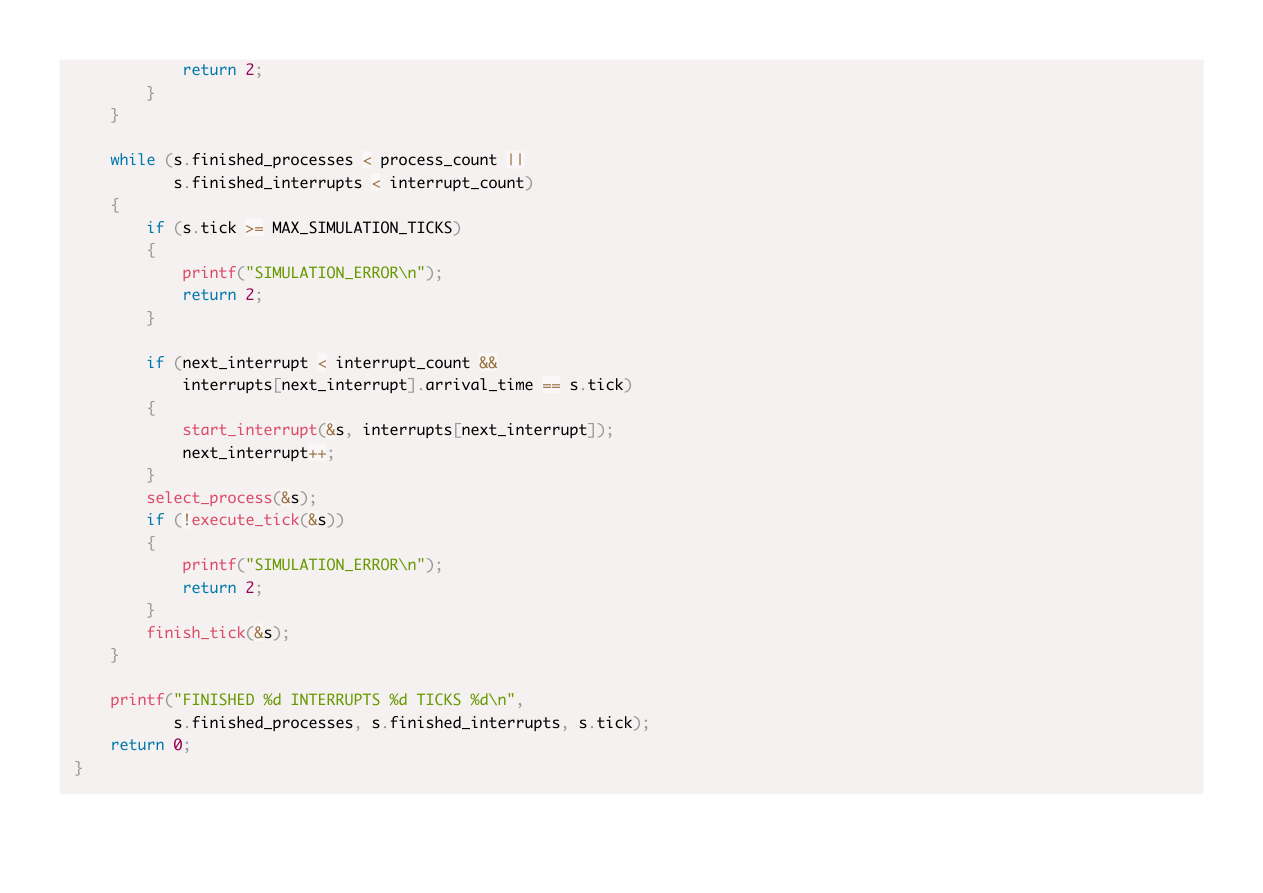 return 2;
        }
    }

    while (s.finished_processes < process_count ||
           s.finished_interrupts < interrupt_count)
    {
        if (s.tick >= MAX_SIMULATION_TICKS)
        {
            printf("SIMULATION_ERROR\n");
            return 2;
        }

        if (next_interrupt < interrupt_count &&
            interrupts[next_interrupt].arrival_time == s.tick)
        {
            start_interrupt(&s, interrupts[next_interrupt]);
            next_interrupt++;
        }
        select_process(&s);
        if (!execute_tick(&s))
        {
            printf("SIMULATION_ERROR\n");
            return 2;
        }
        finish_tick(&s);
    }

    printf("FINISHED %d INTERRUPTS %d TICKS %d\n",
           s.finished_processes, s.finished_interrupts, s.tick);
    return 0;
}